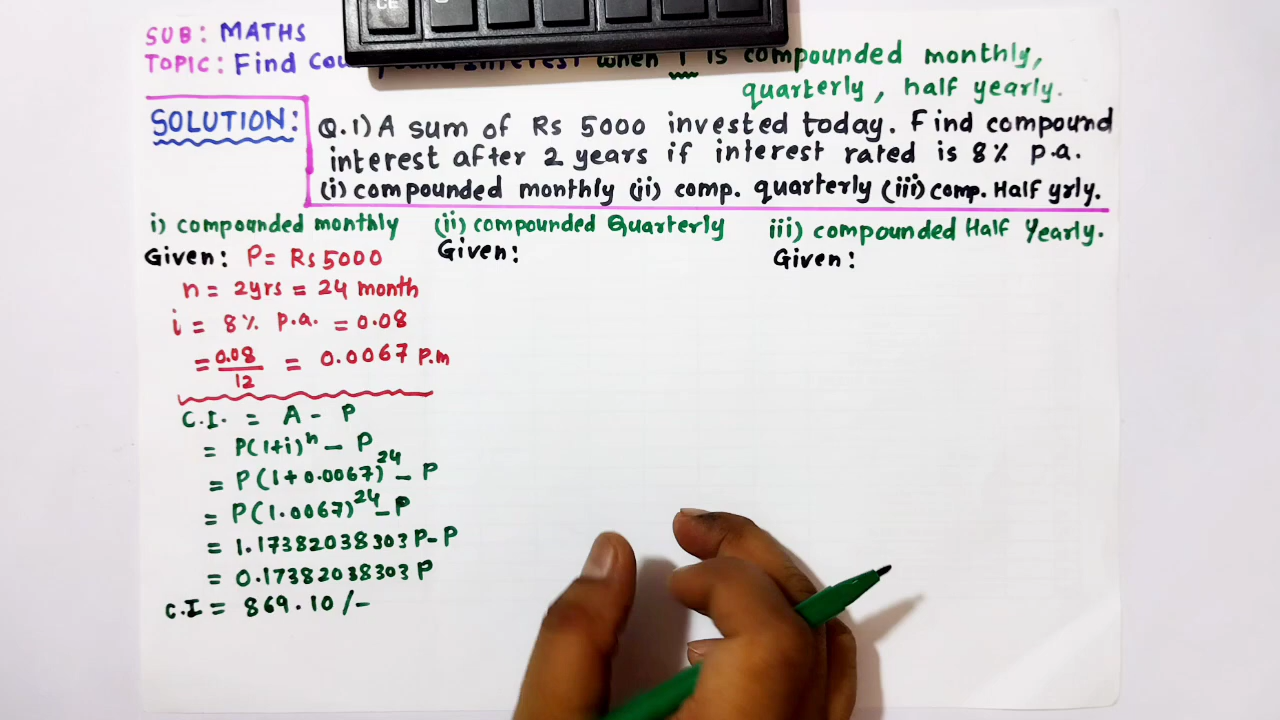 CE
SUB: MATHS
TOPIC: Find when i is compounded monthly,
quarterly, half yearly.
SOLUTION:
Q.1) A sum of Rs 5000 invested today. Find compound
interest after 2 years if interest rated is 8% p.a.
(i) compounded monthly (ii) comp. quarterly (iii) comp. Half yrly.
i) compounded monthly
Given: P= Rs 5000
n = 2yrs = 24 month
i = 8% p.a. = 0.08
= 0.08/12 = 0.0067 P.m
C.I. = A - P
= P(1+i)^n - P
= P(1+0.0067)^24 - P
= P(1.0067)^24 - P
= 1.17382038303 P - P
= 0.17382038303 P
C.I = 869.10/-
(ii) compounded Quarterly
Given:
iii) compounded Half Yearly.
Given: